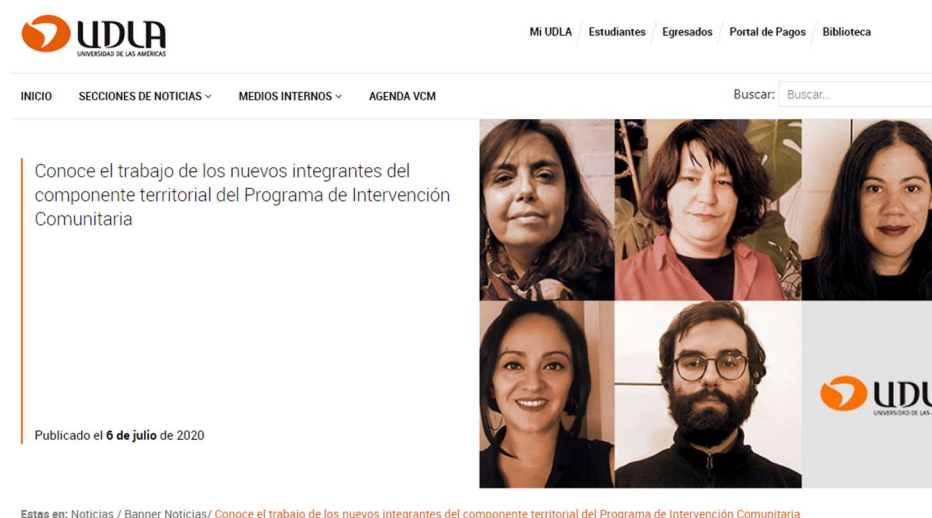 UDLA
UNIVERSIDAD DE LAS AMÉRICAS
Mi UDLA Estudiantes Egresados Portal de Pagos Biblioteca
INICIO SECCIONES DE NOTICIAS MEDIOS INTERNOS AGENDA VCM
Buscar: Buscar...
Conoce el trabajo de los nuevos integrantes del
componente territorial del Programa de Intervención
Comunitaria
UDL
UNIVERSIDAD DE LAS
Publicado el 6 de julio de 2020
Estas en: Noticias / Banner Noticias/ Conoce el trabajo de los nuevos integrantes del componente territorial del Programa de Intervención Comunitaria